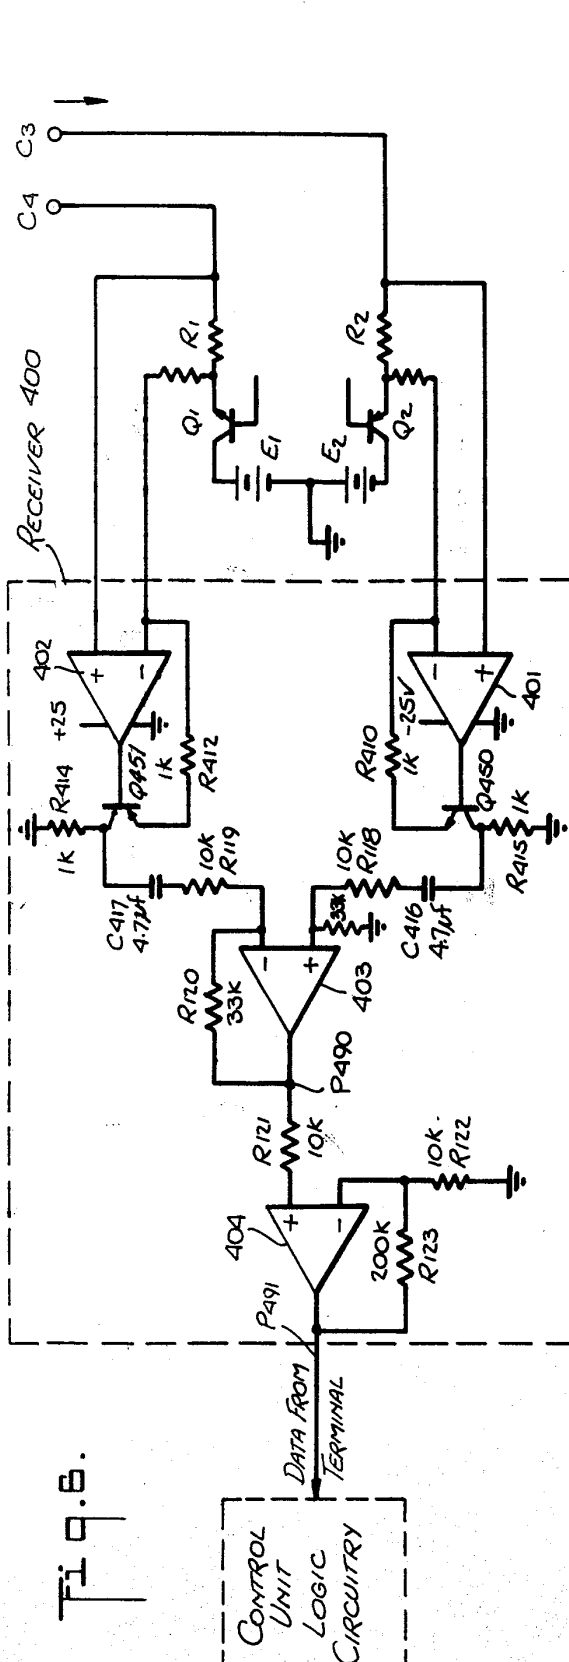 Fig.6.
C4
C3
RECEIVER 400
R1
R2
Q1
Q2
E1
E2
402
+
−
+25
Q451
R414
1K
R412
1K
C417
4.7µf
10K
R119
401
−
+
-25V
Q450
R410
1K
R415
1K
10K
R118
33K
C416
4.7µf
403
−
+
R120
33K
P490
R121
10K
404
+
−
10K
R122
200K
R123
P491
DATA FROM
TERMINAL
CONTROL
UNIT
LOGIC
CIRCUITRY